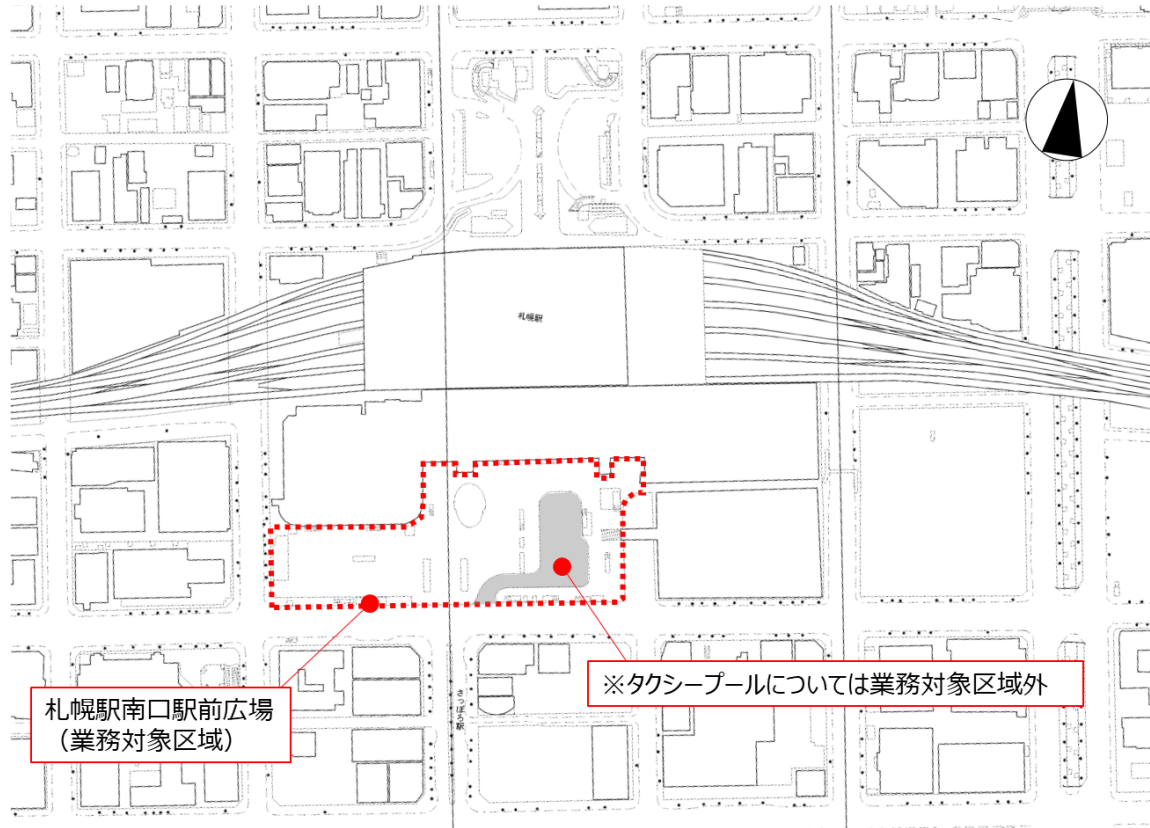 札幌駅
※タクシープールについては業務対象区域外
札幌駅南口駅前広場
（業務対象区域）
さっぽろ駅